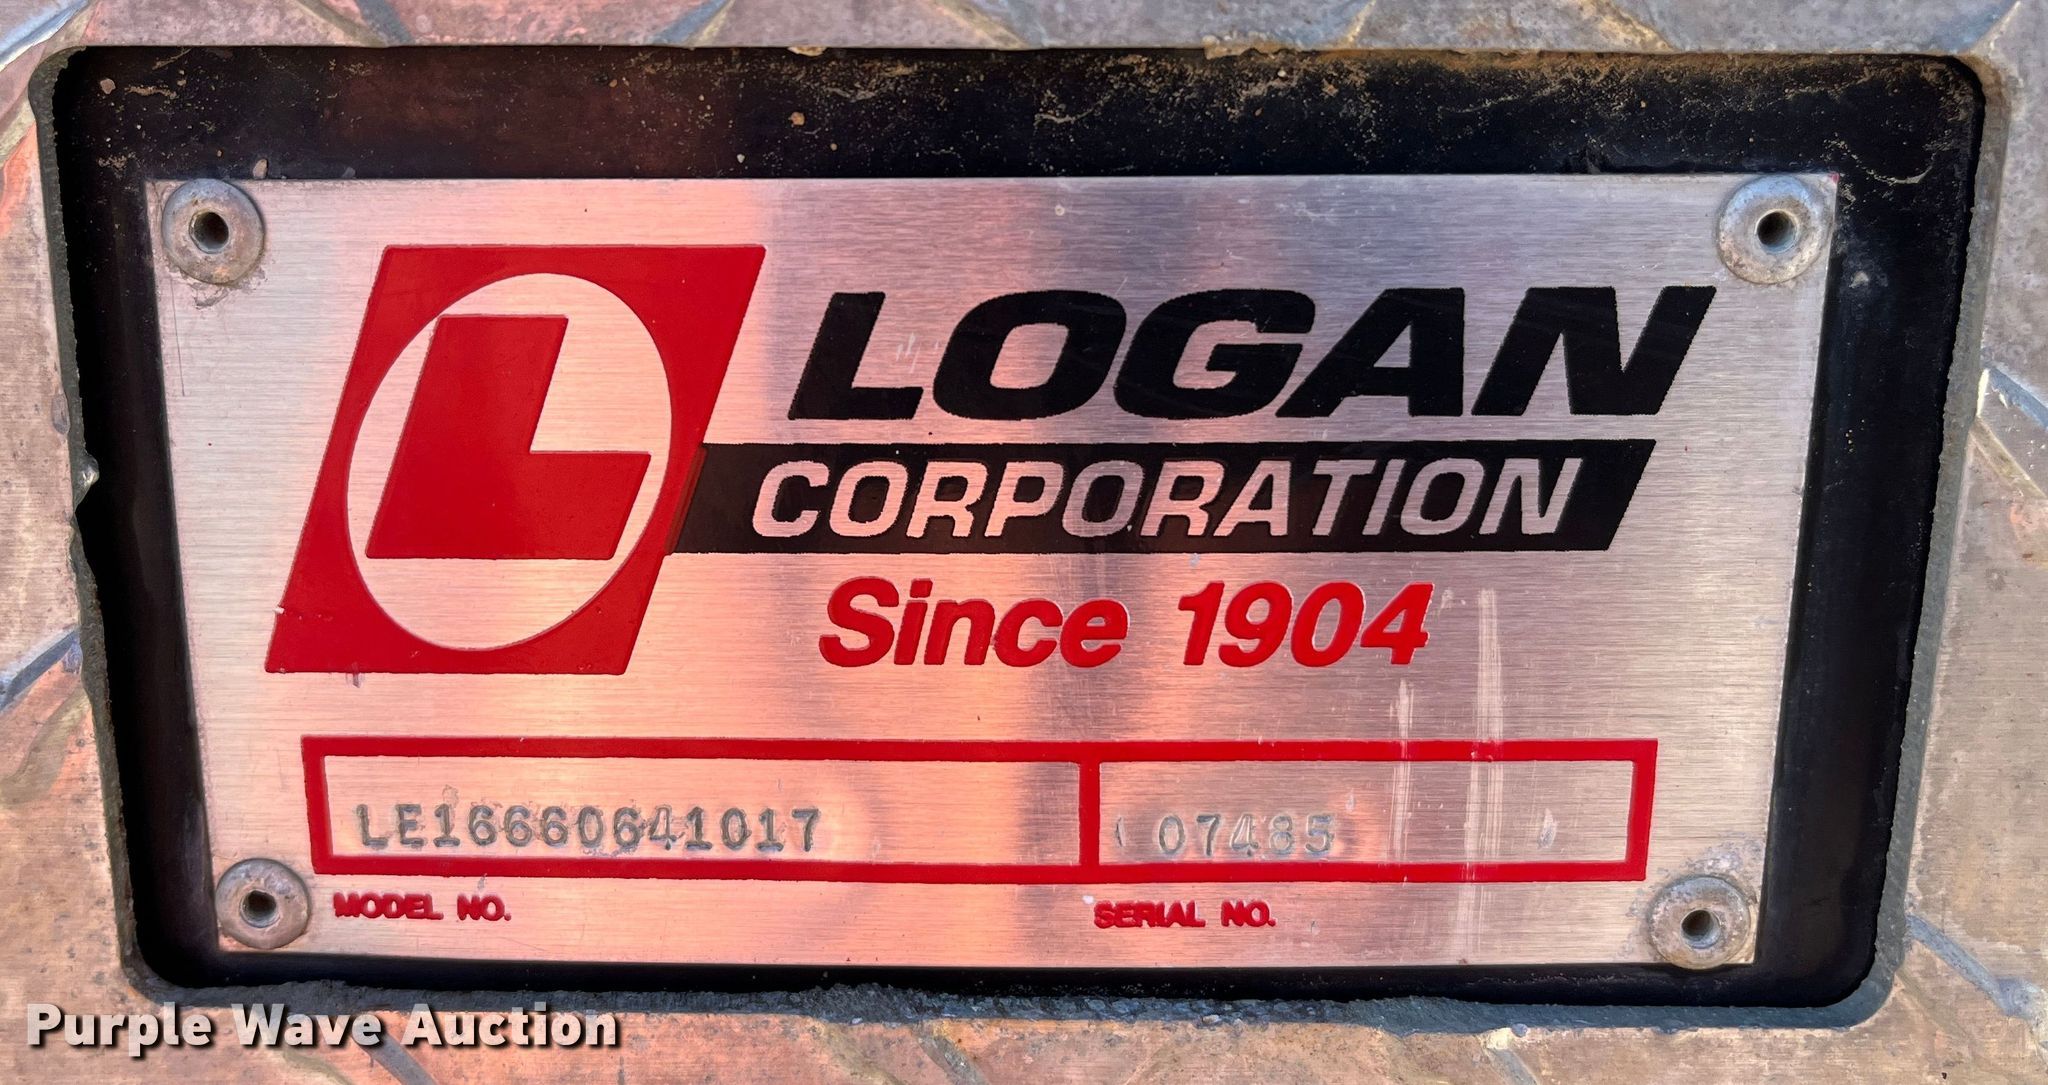 L
LOGAN
CORPORATION
Since 1904
LE16660641017
07485
MODEL NO.
SERIAL NO.
Purple Wave Auction